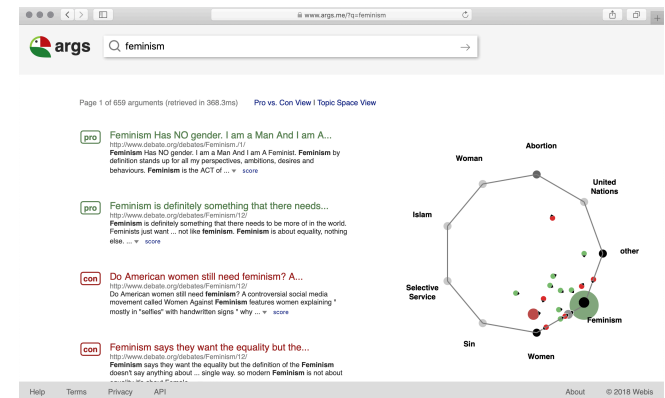 www.args.me/?q=feminism
args
feminism
Page 1 of 659 arguments (retrieved in 368.3ms) Pro vs. Con View I Topic Space View
pro
Feminism Has NO gender. I am a Man And I am A...
http://www.debate.org/debates/Feminism./1/
Feminism Has NO gender. I am a Man And I am A Feminist. Feminism by
definition stands up for all my perspectives, ambitions, desires and
behaviours. Feminism is the ACT of ... score
pro
Feminism is definitely something that there needs...
http://www.debate.org/debates/Feminism/12/
Feminism is definitely something that there needs to be more of in the world.
Feminists just want ... not like feminism. Feminism is about equality, nothing
else. ... score
con
Do American women still need feminism? A...
http://www.debate.org/debates/Feminism/12/
Do American women still need feminism? A controversial social media
movement called Women Against Feminism features women explaining "
mostly in "selfies" with handwritten signs " why ... score
con
Feminism says they want the equality but the...
http://www.debate.org/debates/Feminism/12/
Feminism says they want the equality but the definition of the Feminism
doesn't say anything about ... single way. so modern Feminism is not about
Abortion
Woman
United
Nations
Islam
other
Selective
Service
Feminism
Sin
Women
Help Terms Privacy API About © 2018 Webis